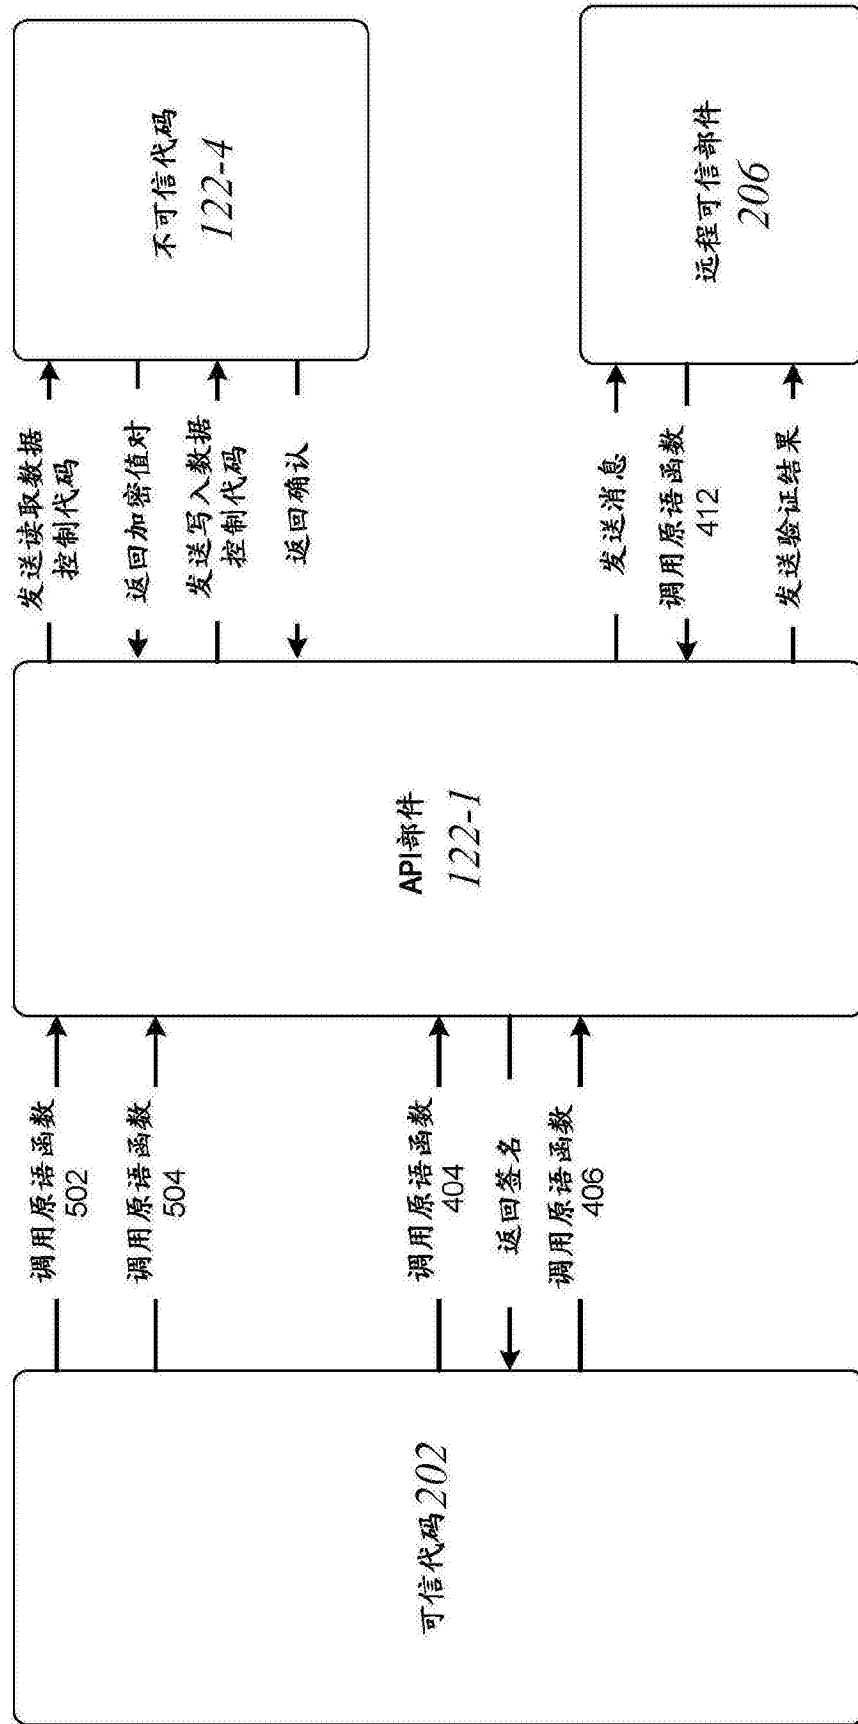 可信代码202
调用原语函数
502
调用原语函数
504
调用原语函数
404
返回签名
调用原语函数
406
API部件
122-1
发送读取数据
控制代码
返回加密值对
发送写入数据
控制代码
返回确认
发送消息
调用原语函数
412
发送验证结果
不可信代码
122-4
远程可信部件
206